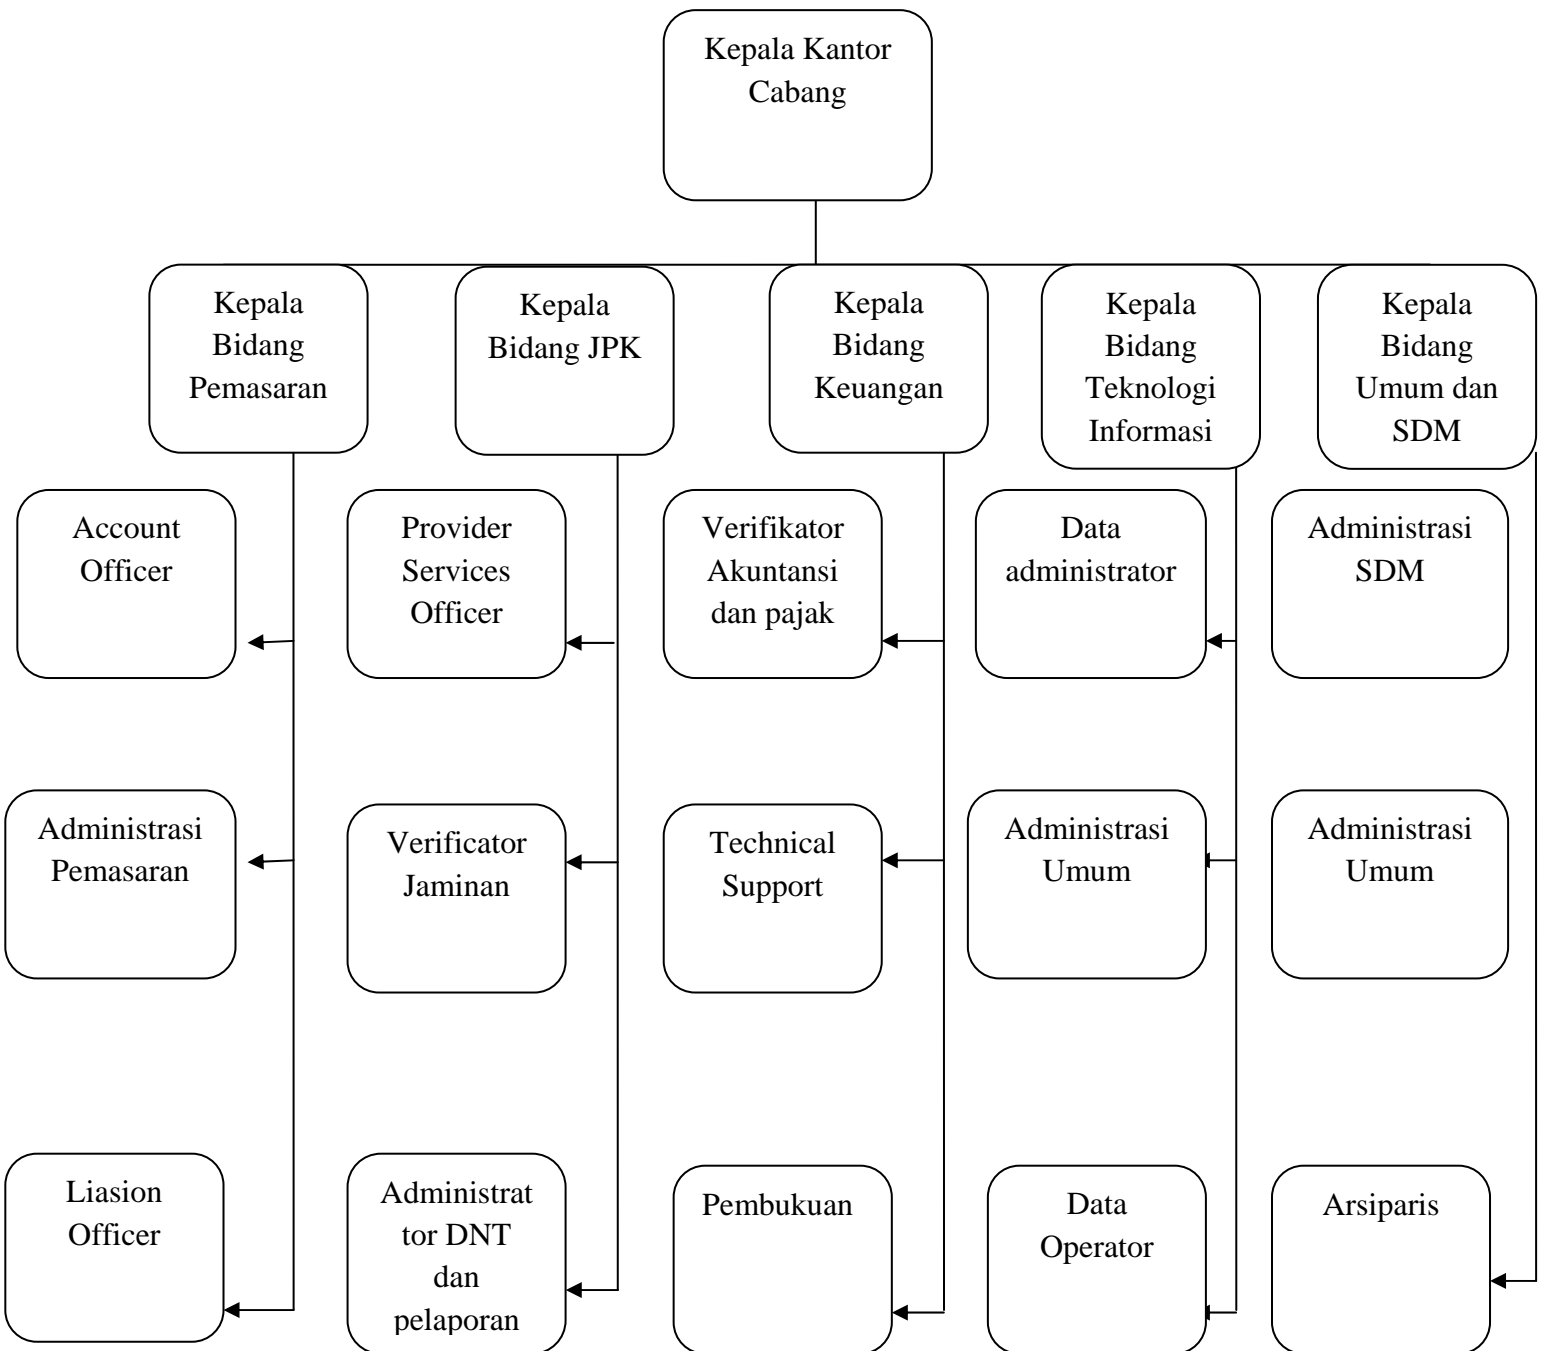 Kepala Kantor
Cabang
Kepala
Bidang
Pemasaran
Kepala
Bidang JPK
Kepala
Bidang
Keuangan
Kepala
Bidang
Teknologi
Informasi
Kepala
Bidang
Umum dan
SDM
Account
Officer
Provider
Services
Officer
Verifikator
Akuntansi
dan pajak
Data
administrator
Administrasi
SDM
Administrasi
Pemasaran
Verificator
Jaminan
Technical
Support
Administrasi
Umum
Administrasi
Umum
Liasion
Officer
Administrat
tor DNT
dan
pelaporan
Pembukuan
Data
Operator
Arsiparis